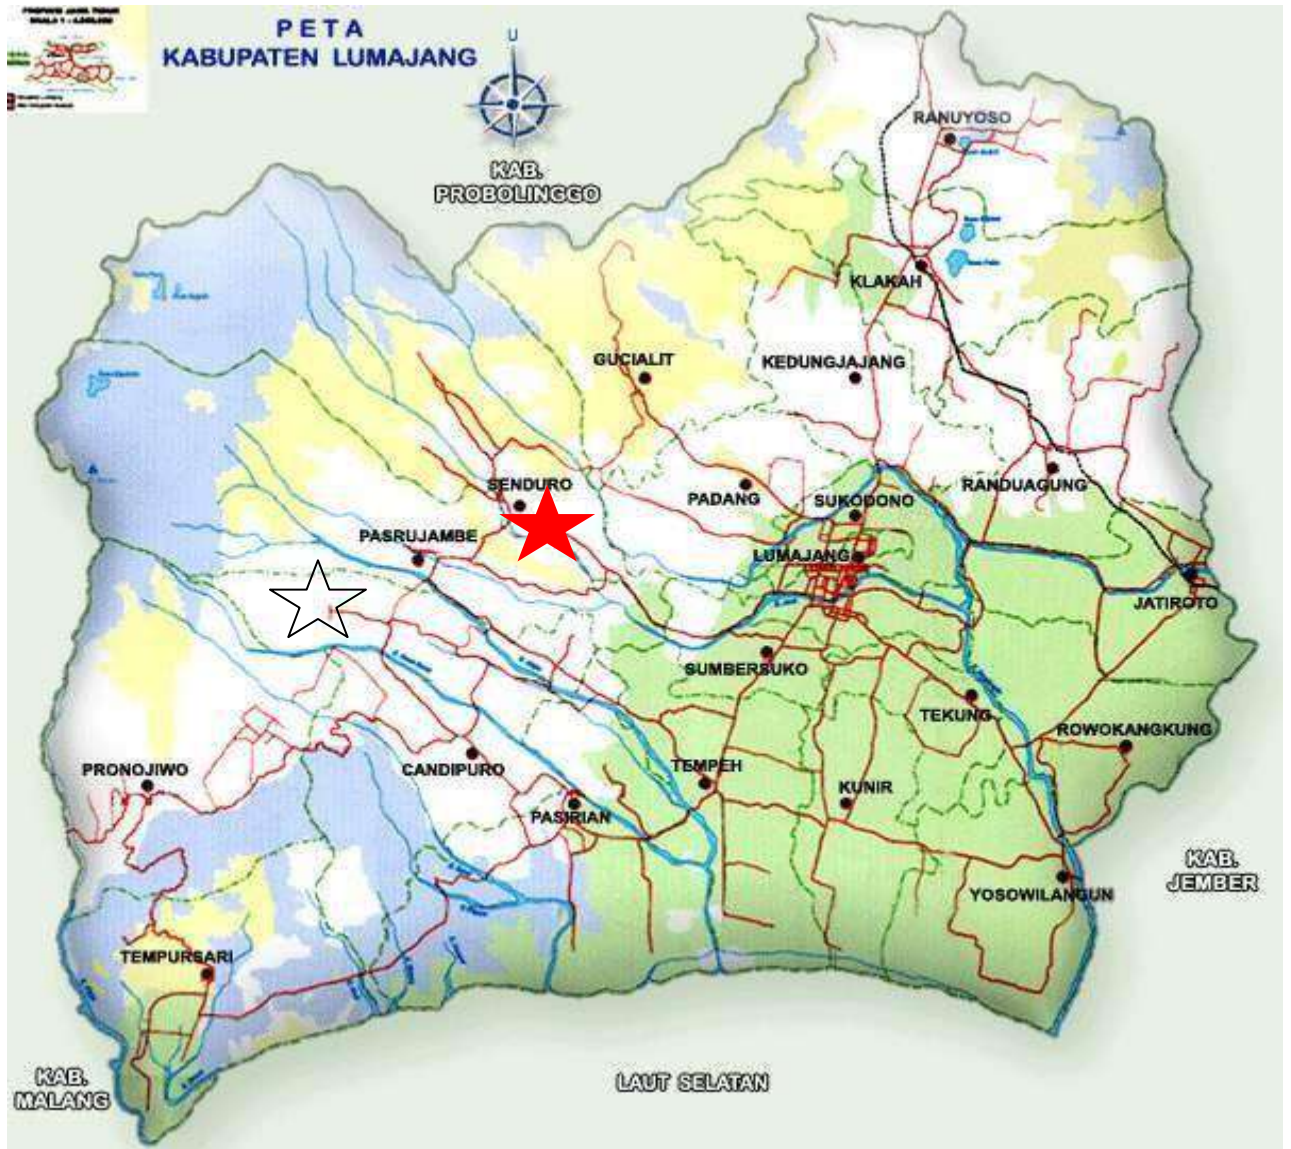 PETA
KABUPATEN LUMAJANG
U
KAB.
PROBOLINGGO
RANUYOSO
KLAKAH
GUCIALIT
KEDUNGJAJANG
SENDURO
PADANG
SUKODONO
RANDUAGUNG
PASRUJAMBE
LUMAJANG
JATIROTO
SUMBERSUKO
TEKUNG
ROWOKANGKUNG
PRONOJIWO
CANDIPURO
TEMPEH
KUNIR
PASIRIAN
KAB.
JEMBER
YOSOWILANGUN
TEMPURSARI
KAB.
MALANG
LAUT SELATAN